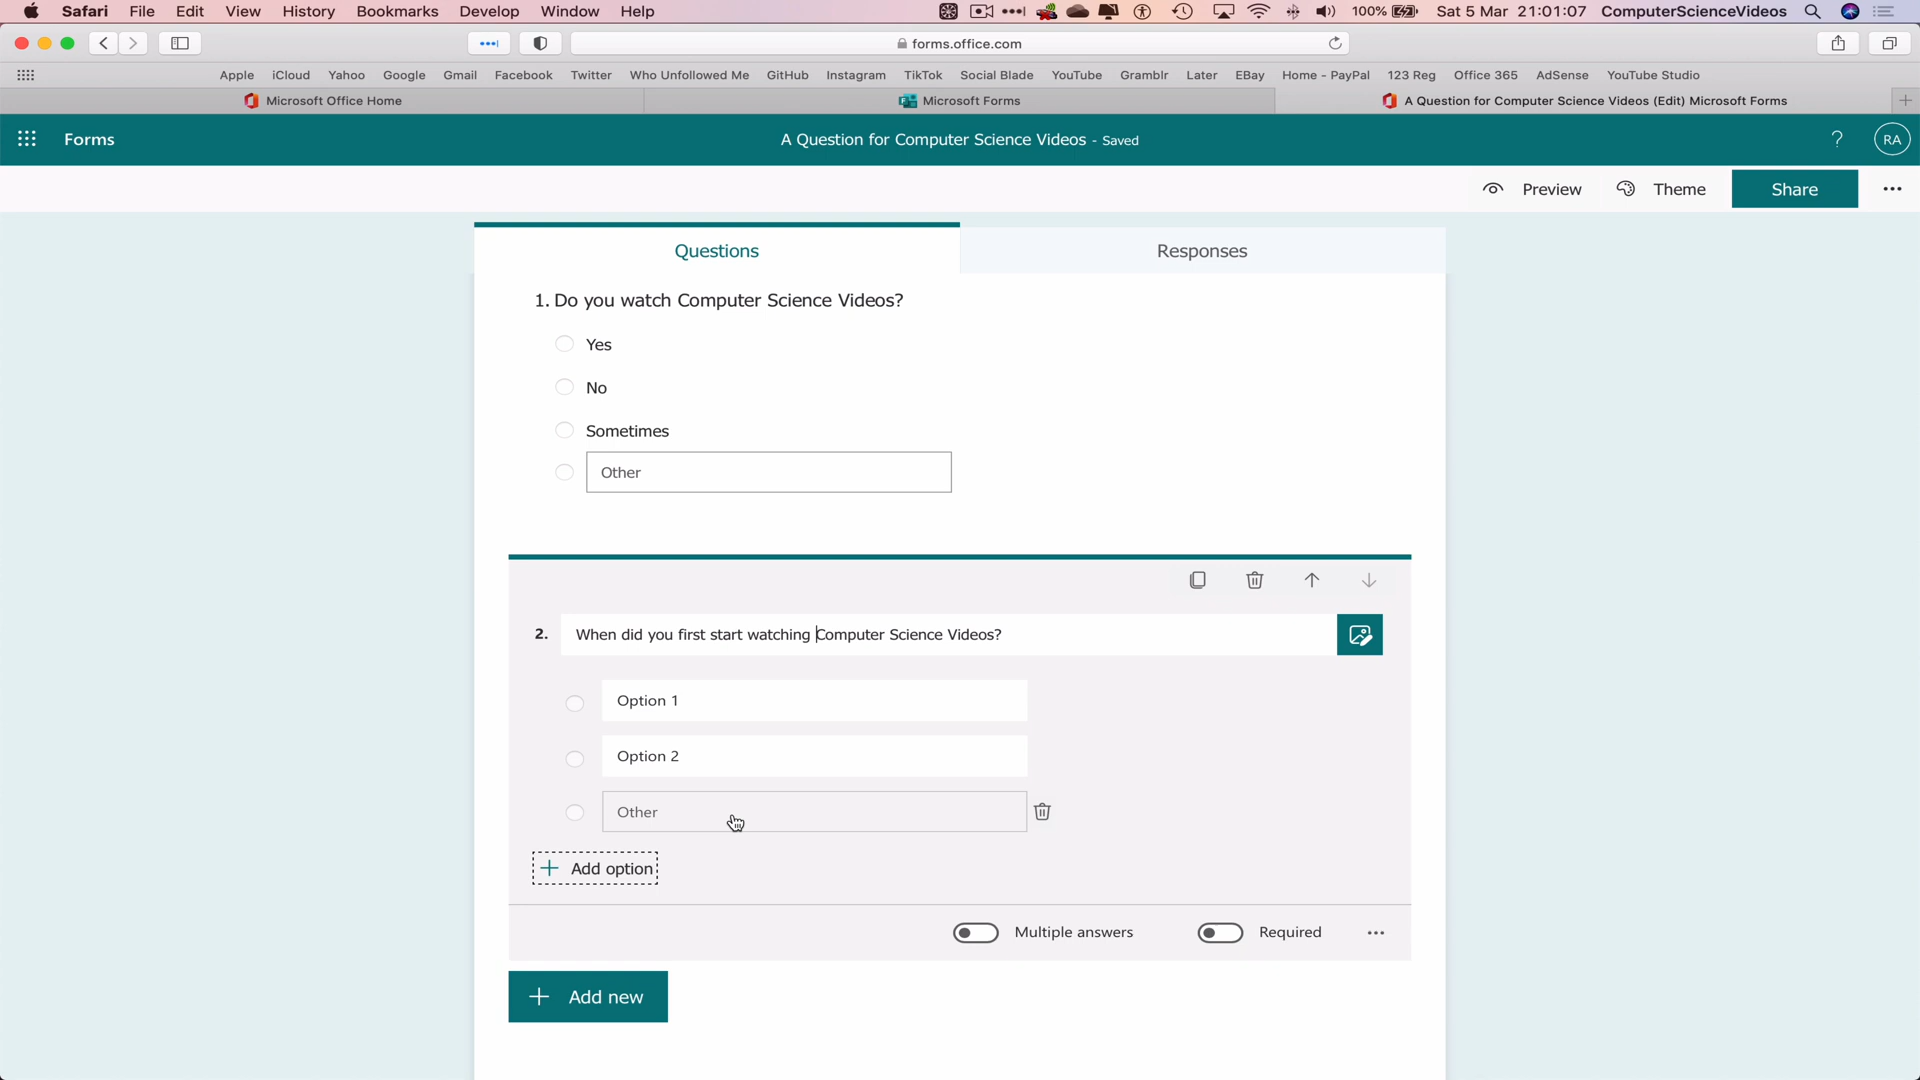 Safari File Edit View History Bookmarks Develop Window Help 100% Sat 5 Mar 21:01:07 ComputerScienceVideos
forms.office.com
Apple iCloud Yahoo Google Gmail Facebook Twitter Who Unfollowed Me GitHub Instagram TikTok Social Blade YouTube Gramblr Later EBay Home - PayPal 123 Reg Office 365 AdSense YouTube Studio
Microsoft Office Home Microsoft Forms A Question for Computer Science Videos (Edit) Microsoft Forms
Forms A Question for Computer Science Videos - Saved ? RA
Preview Theme Share
Questions Responses
1. Do you watch Computer Science Videos?
Yes
No
Sometimes
Other
2. When did you first start watching Computer Science Videos?
Option 1
Option 2
Other
Add option
Multiple answers Required
Add new